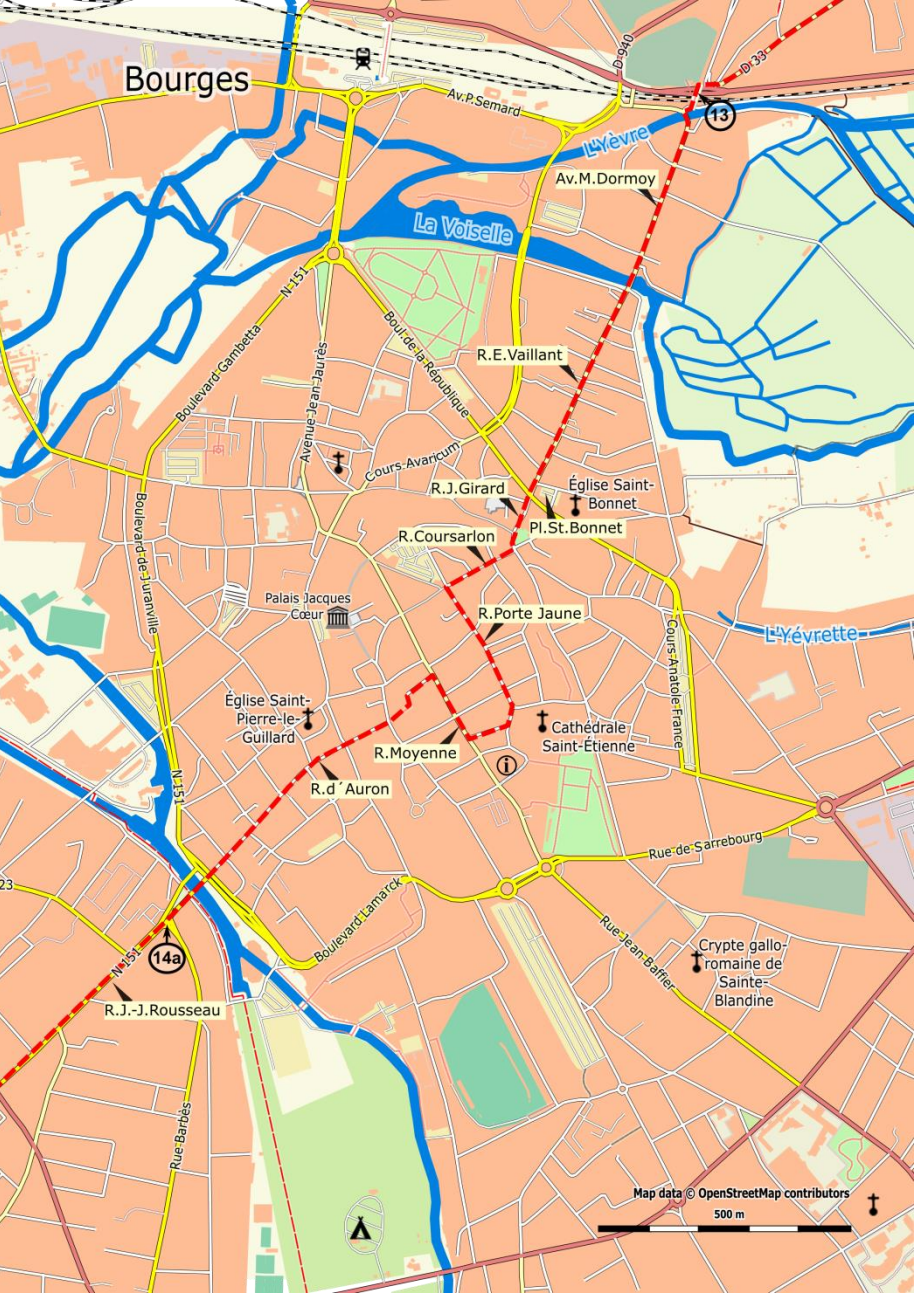 D 940
D 33
Bourges
Av.P.Semard
13
L'Yèvre
Av.M.Dormoy
La Voiselle
N 151
Boul.de la République
Boulevard Gambetta
Avenue Jean Jaurès
R.E.Vaillant
Cours Avaricum
R.J.Girard
Église Saint-
Bonnet
Pl.St.Bonnet
R.Coursarlon
Boulevard de Juranville
Palais Jacques
Cœur
R.Porte Jaune
L'Yévrette
Cours Anatole France
Église Saint-
Pierre-le-
Guillard
Cathédrale
Saint-Étienne
R.Moyenne
i
R.d´Auron
N 151
Rue de Sarrebourg
23
Boulevard Lamarck
Rue Jean Baffier
14a
N 151
Crypte gallo-
romaine de
Sainte-
Blandine
R.J.-J.Rousseau
Rue Barbès
Map data © OpenStreetMap contributors
500 m